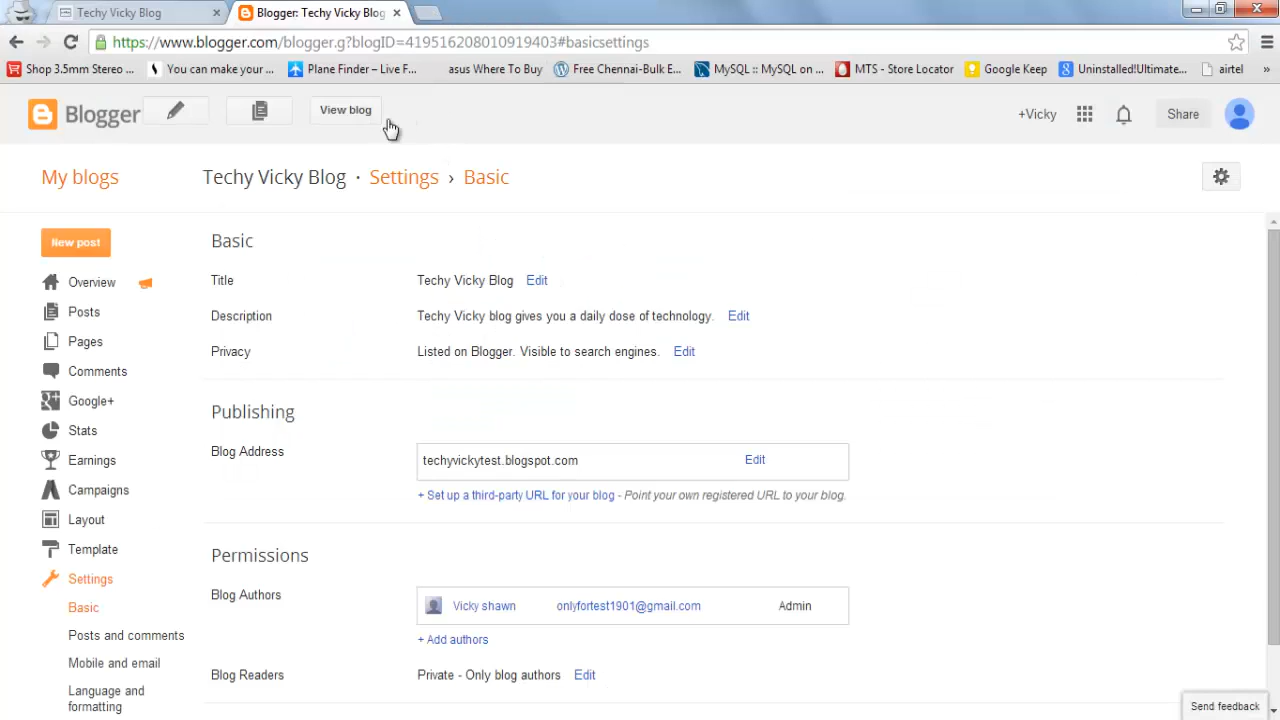 Techy Vicky Blog
Blogger: Techy Vicky Blog
https://www.blogger.com/blogger.g?blogID=419516208010919403#basicsettings
Shop 3.5mm Stereo ... You can make your ... Plane Finder – Live F... asus Where To Buy Free Chennai-Bulk E... MySQL :: MySQL on ... MTS - Store Locator Google Keep Uninstalled!Ultimate... airtel »
Blogger View blog +Vicky Share
My blogs Techy Vicky Blog · Settings › Basic
New post
Overview
Posts
Pages
Comments
Google+
Stats
Earnings
Campaigns
Layout
Template
Settings
Basic
Posts and comments
Mobile and email
Language and
formatting
Basic
Title Techy Vicky Blog Edit
Description Techy Vicky blog gives you a daily dose of technology. Edit
Privacy Listed on Blogger. Visible to search engines. Edit
Publishing
Blog Address techyvickytest.blogspot.com Edit
+ Set up a third-party URL for your blog - Point your own registered URL to your blog.
Permissions
Blog Authors Vicky shawn onlyfortest1901@gmail.com Admin
+ Add authors
Blog Readers Private - Only blog authors Edit
Send feedback